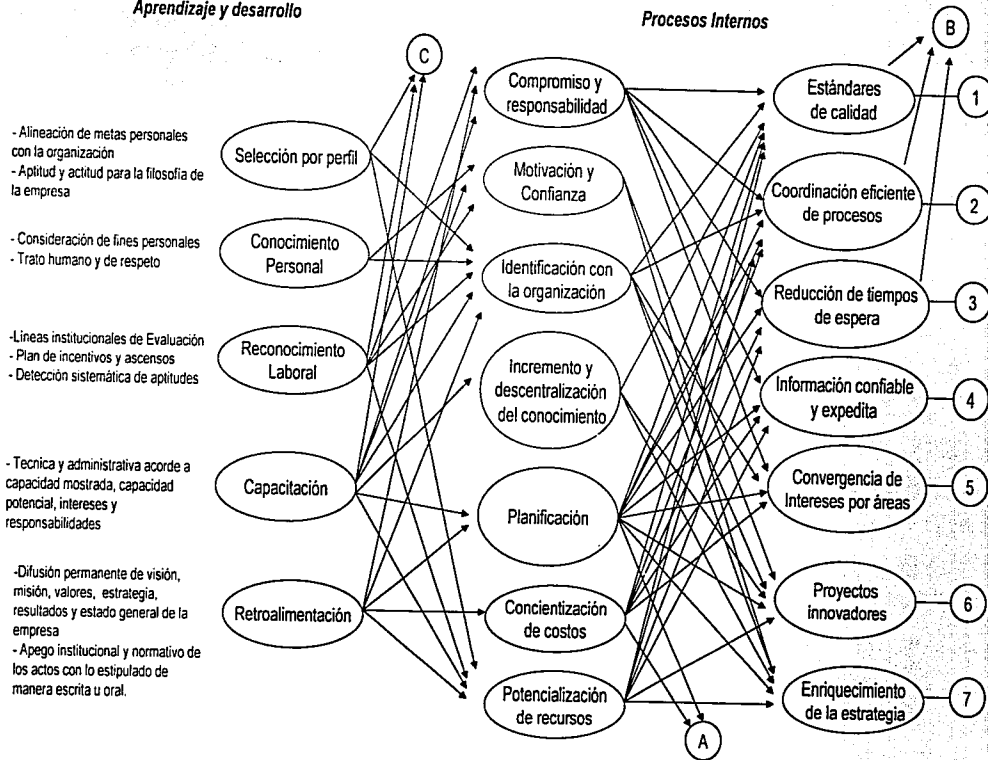 Aprendizaje y desarrollo
Procesos Internos
C
B
- Alineación de metas personales
con la organización
- Aptitud y actitud para la filosofía de
la empresa
Selección por perfil
- Consideración de fines personales
- Trato humano y de respeto
Conocimiento
Personal
-Líneas institucionales de Evaluación
- Plan de incentivos y ascensos
- Detección sistemática de aptitudes
Reconocimiento
Laboral
- Tecnica y administrativa acorde a
capacidad mostrada, capacidad
potencial, intereses y
responsabilidades
Capacitación
-Difusión permanente de visión,
misión, valores, estrategia,
resultados y estado general de la
empresa
- Apego institucional y normativo de
los actos con lo estipulado de
manera escrita u oral.
Retroalimentación
Compromiso y
responsabilidad
Motivación y
Confianza
Identificación con
la organización
Incremento y
descentralización
del conocimiento
Planificación
Concientización
de costos
Potencialización
de recursos
A
Estándares
de calidad
1
Coordinación eficiente
de procesos
2
Reducción de tiempos
de espera
3
Información confiable
y expedita
4
Convergencia de
Intereses por áreas
5
Proyectos
innovadores
6
Enriquecimiento
de la estrategia
7